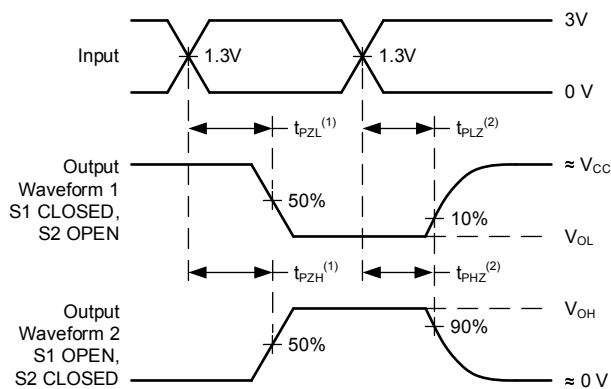 3V
Input
1.3V
1.3V
0 V
tPZL(1)
tPLZ(2)
Output
Waveform 1
S1 CLOSED,
S2 OPEN
≈ VCC
50%
10%
VOL
tPZH(1)
tPHZ(2)
Output
Waveform 2
S1 OPEN,
S2 CLOSED
VOH
50%
90%
≈ 0 V